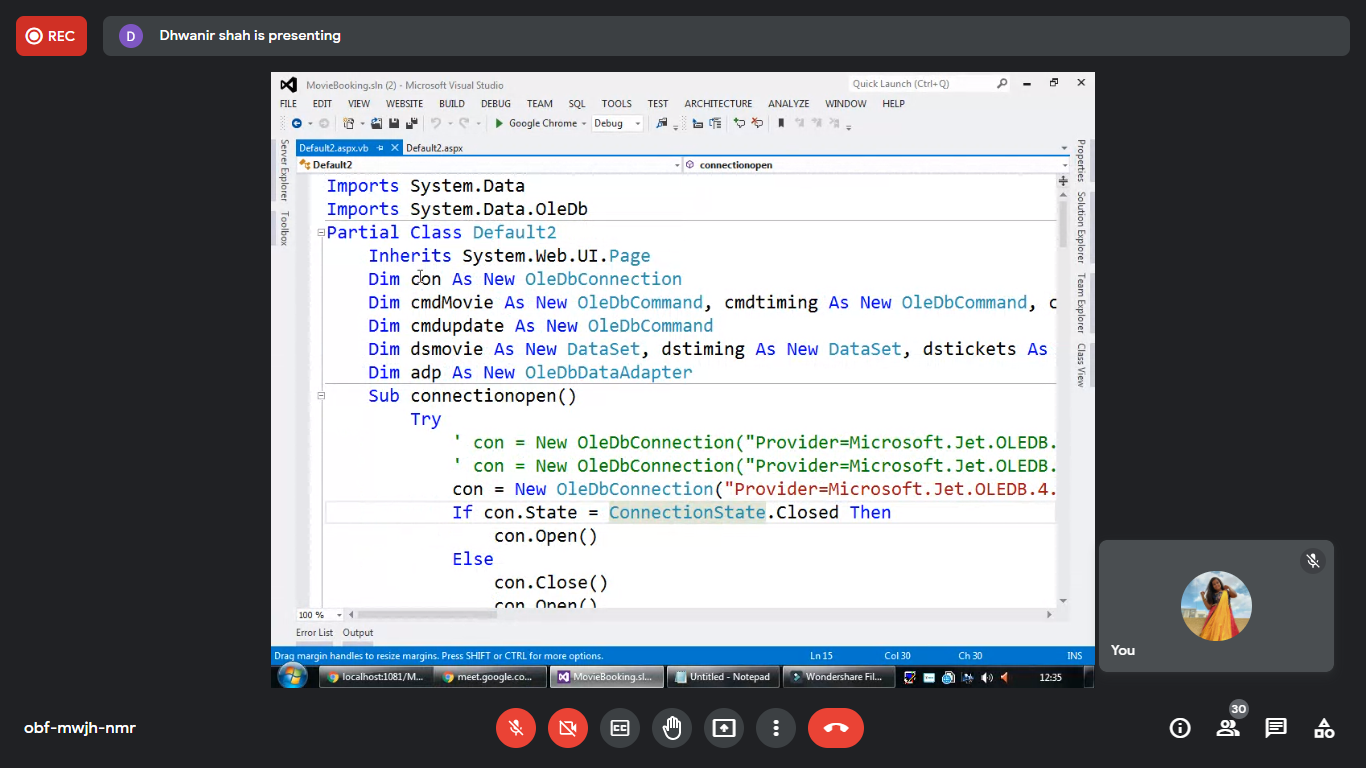 REC
D
Dhwanir shah is presenting
MovieBooking.sln (2) - Microsoft Visual Studio
Quick Launch (Ctrl+Q)
FILE EDIT VIEW WEBSITE BUILD DEBUG TEAM SQL TOOLS TEST ARCHITECTURE ANALYZE WINDOW HELP
Google Chrome
Debug
Server Explorer
Toolbox
Default2.aspx.vb
Default2.aspx
Default2
connectionopen
Imports System.Data
Imports System.Data.OleDb
Partial Class Default2
Inherits System.Web.UI.Page
Dim con As New OleDbConnection
Dim cmdMovie As New OleDbCommand, cmdtiming As New OleDbCommand, c
Dim cmdupdate As New OleDbCommand
Dim dsmovie As New DataSet, dstiming As New DataSet, dstickets As
Dim adp As New OleDbDataAdapter
Sub connectionopen()
Try
' con = New OleDbConnection("Provider=Microsoft.Jet.OLEDB.
' con = New OleDbConnection("Provider=Microsoft.Jet.OLEDB.
con = New OleDbConnection("Provider=Microsoft.Jet.OLEDB.4.
If con.State = ConnectionState.Closed Then
con.Open()
Else
con.Close()
con.Open()
Properties
Solution Explorer
Team Explorer
Class View
100 %
Error List Output
Drag margin handles to resize margins. Press SHIFT or CTRL for more options.
Ln 15 Col 30 Ch 30 INS
localhost:1081/M...
meet.google.co...
MovieBooking.sl...
Untitled - Notepad
Wondershare Fil...
12:35
You
obf-mwjh-nmr
CC
30